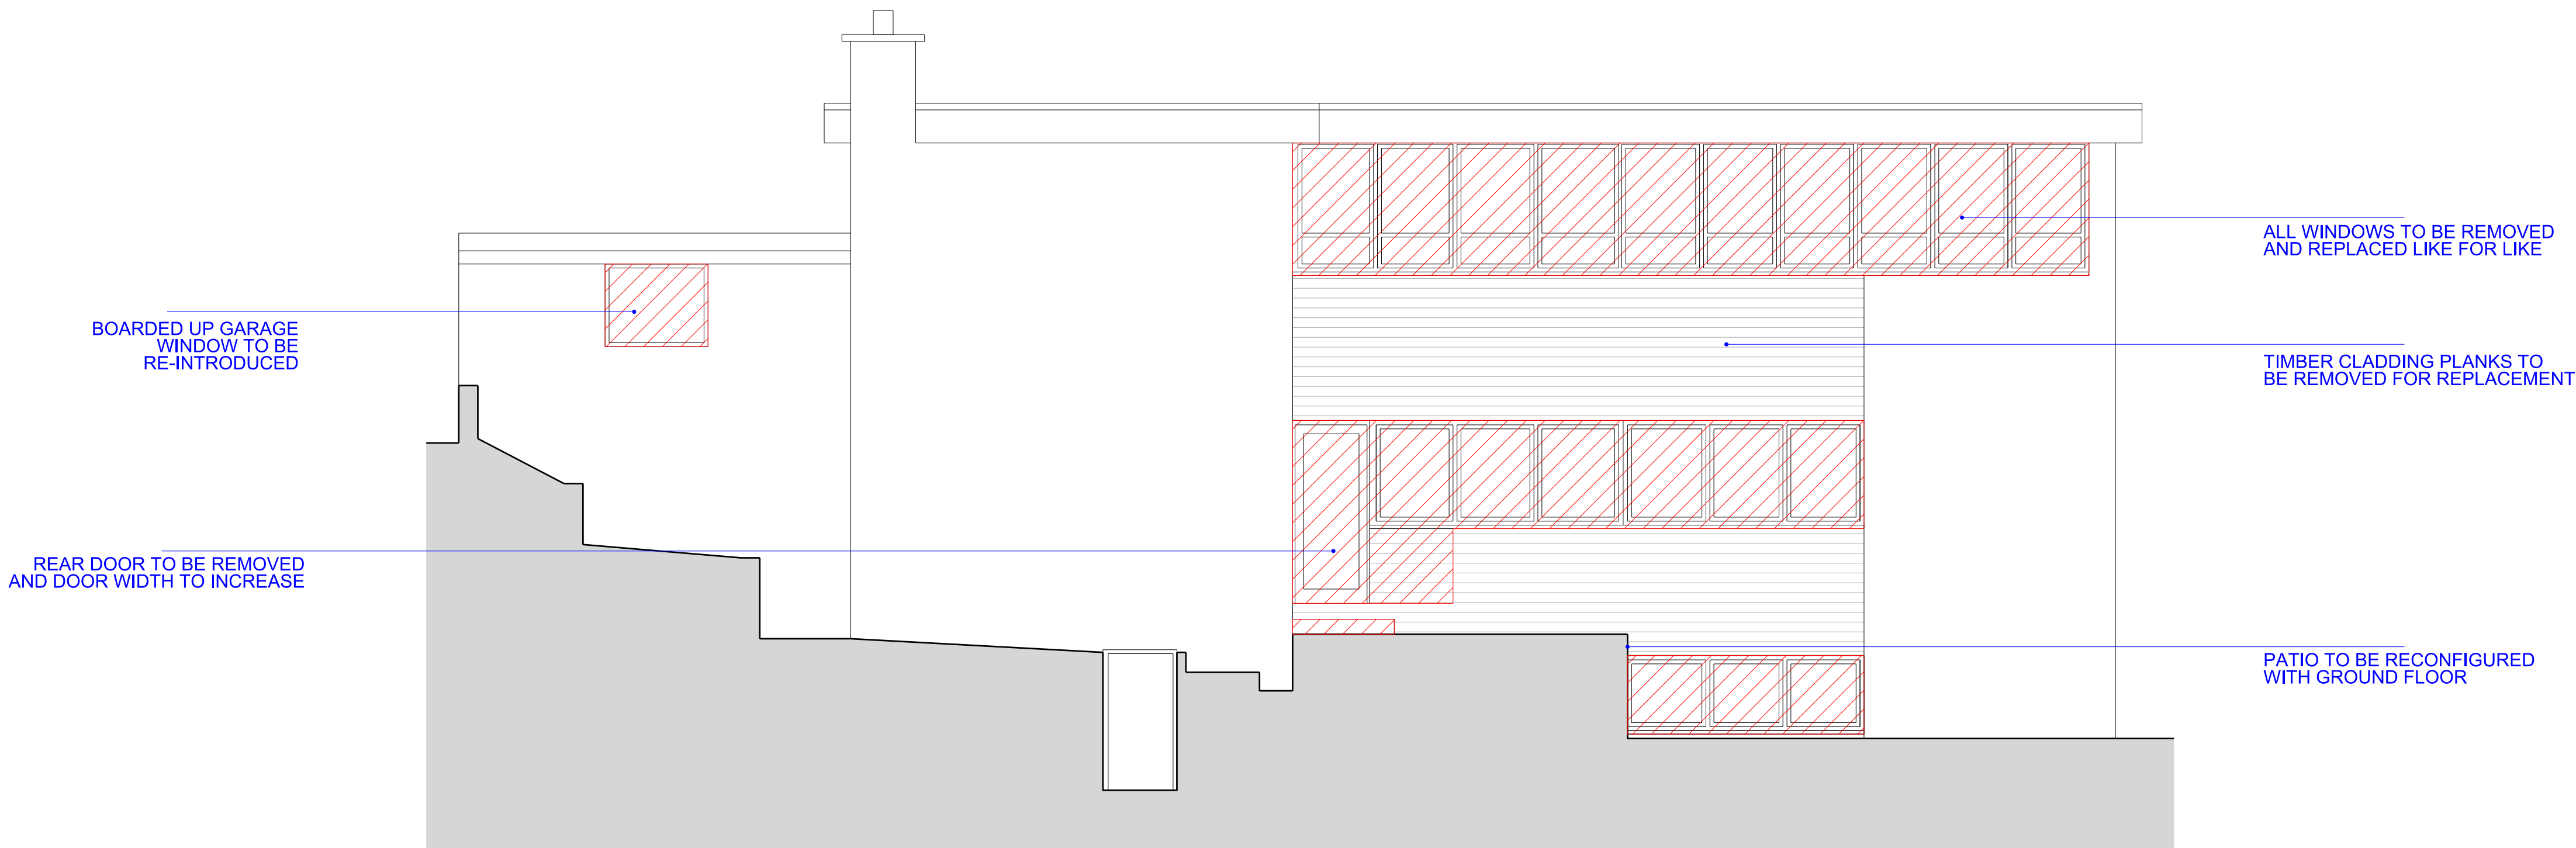 BOARDED UP GARAGE
WINDOW TO BE
RE-INTRODUCED
REAR DOOR TO BE REMOVED
AND DOOR WIDTH TO INCREASE
ALL WINDOWS TO BE REMOVED
AND REPLACED LIKE FOR LIKE
TIMBER CLADDING PLANKS TO
BE REMOVED FOR REPLACEMENT
PATIO TO BE RECONFIGURED
WITH GROUND FLOOR